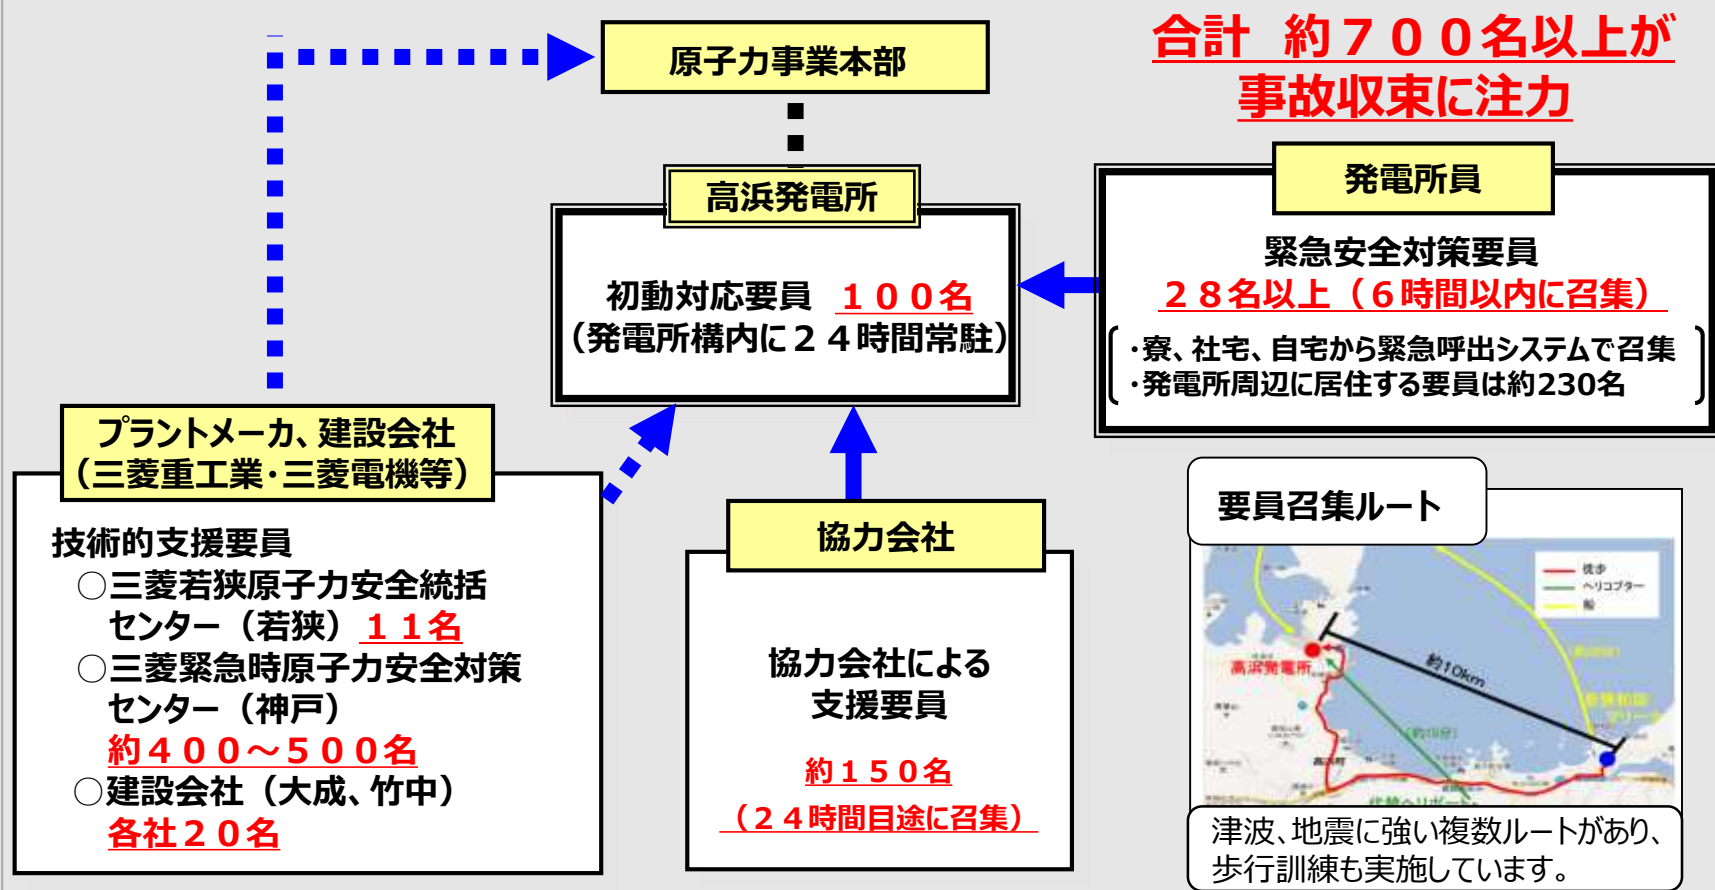 合計 約７００名以上が
事故収束に注力
原子力事業本部
高浜発電所
初動対応要員 １００名
（発電所構内に２４時間常駐）
発電所員
緊急安全対策要員
２８名以上（６時間以内に召集）
・寮、社宅、自宅から緊急呼出システムで召集
・発電所周辺に居住する要員は約230名
プラントメーカ、建設会社
（三菱重工業・三菱電機等）
技術的支援要員
○三菱若狭原子力安全統括
センター（若狭）１１名
○三菱緊急時原子力安全対策
センター（神戸）
約４００～５００名
○建設会社（大成、竹中）
各社２０名
協力会社
協力会社による
支援要員
約１５０名
（２４時間目途に召集）
要員召集ルート
徒歩
ヘリコプター
船
高浜発電所
約10km
高浜町
津波、地震に強い複数ルートがあり、
歩行訓練も実施しています。